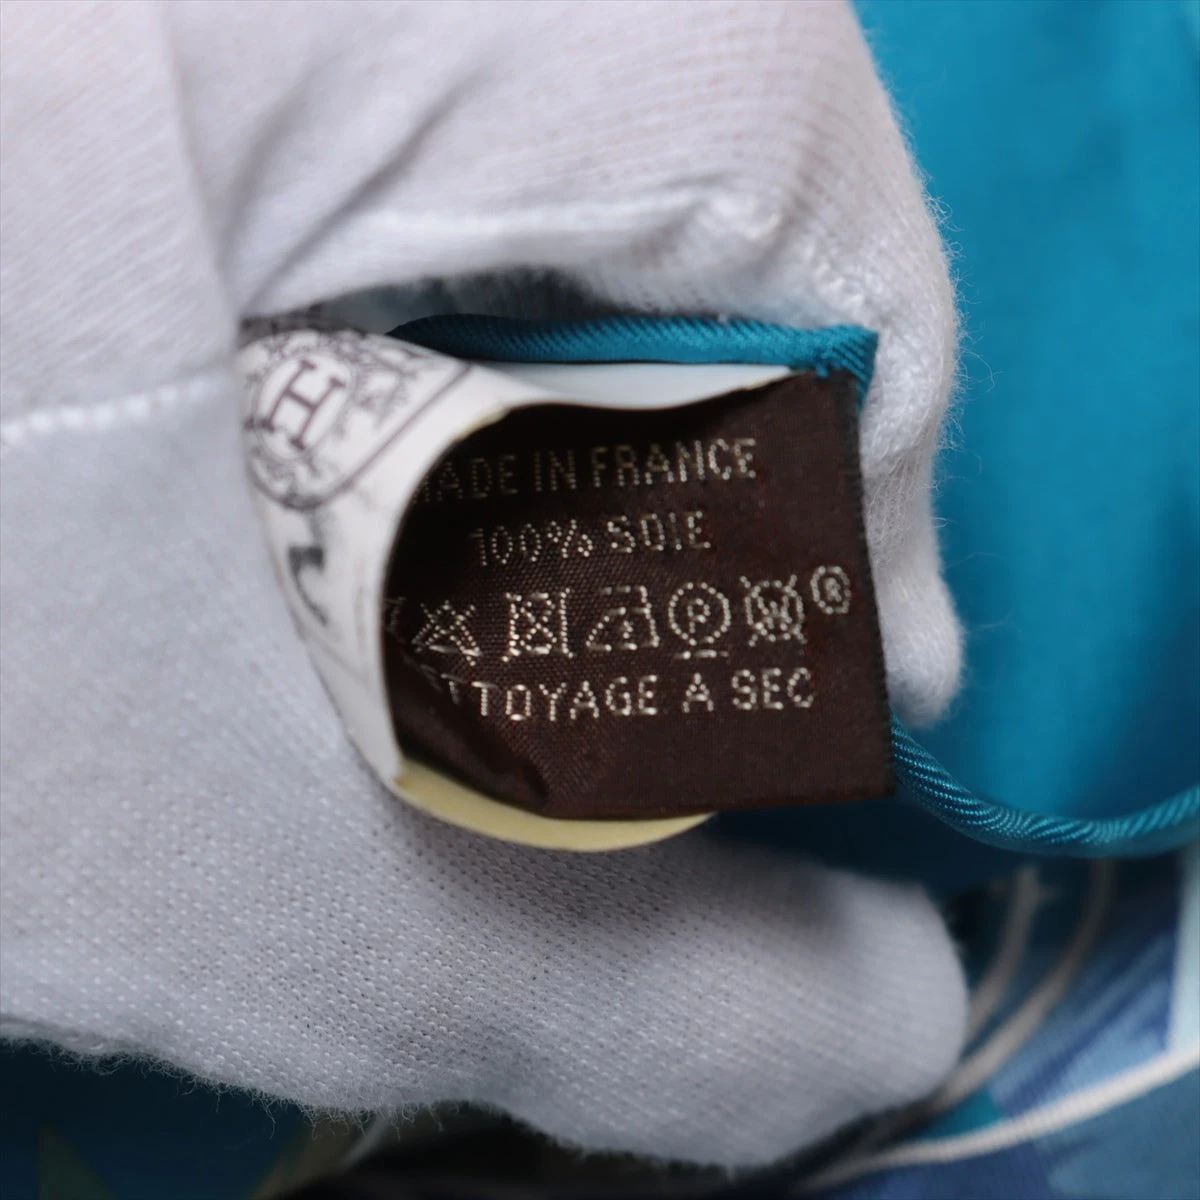 H
MADE IN FRANCE
100% SOIE
P W ®
NETTOYAGE A SEC